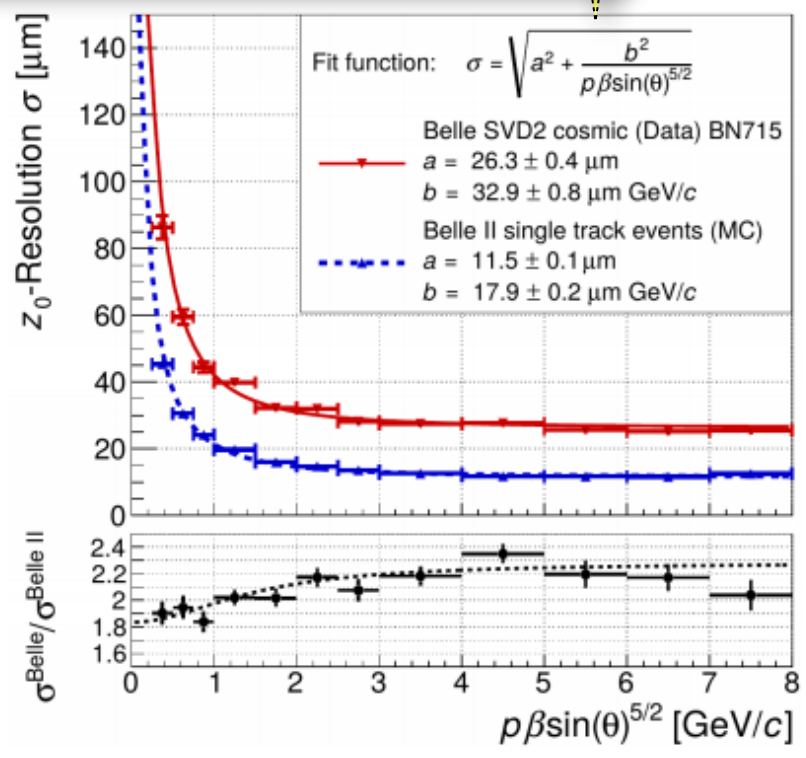 z₀-Resolution σ [μm]
140
120
100
80
60
40
20
0
Fit function: σ = √(a² + b² / pβsin(θ)^5/2)
Belle SVD2 cosmic (Data) BN715
a = 26.3 ± 0.4 μm
b = 32.9 ± 0.8 μm GeV/c
Belle II single track events (MC)
a = 11.5 ± 0.1 μm
b = 17.9 ± 0.2 μm GeV/c
σ^Belle/σ^Belle II
2.4
2.2
2
1.8
1.6
0 1 2 3 4 5 6 7 8
pβsin(θ)^5/2 [GeV/c]